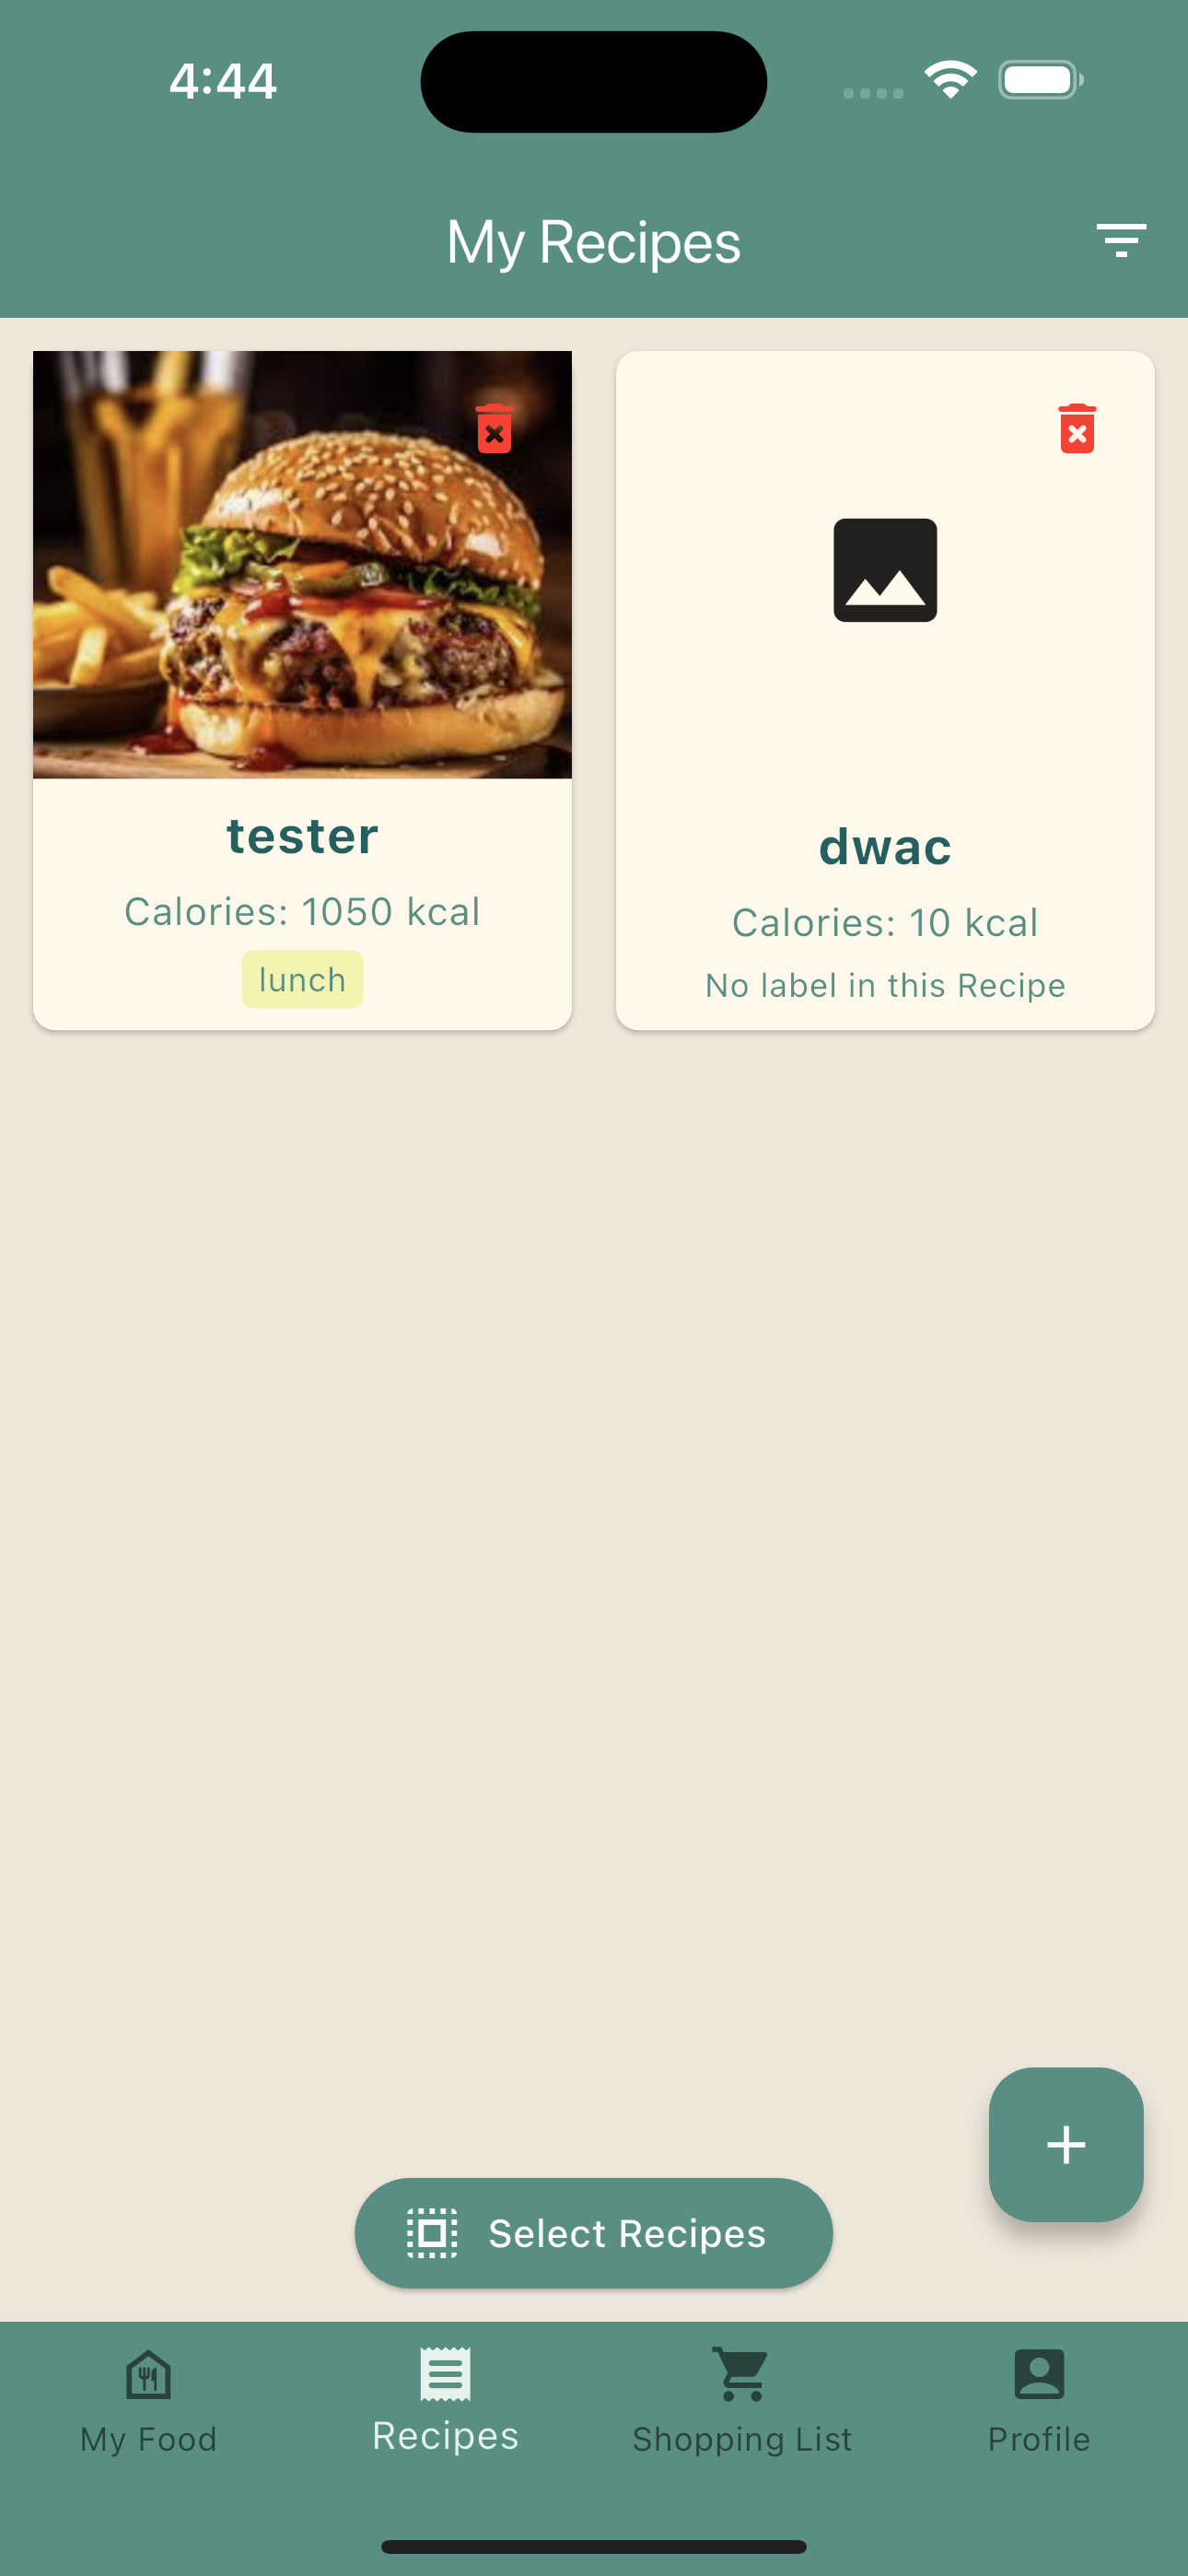 4:44
My Recipes
tester
Calories: 1050 kcal
lunch
dwac
Calories: 10 kcal
No label in this Recipe
Select Recipes
My Food
Recipes
Shopping List
Profile